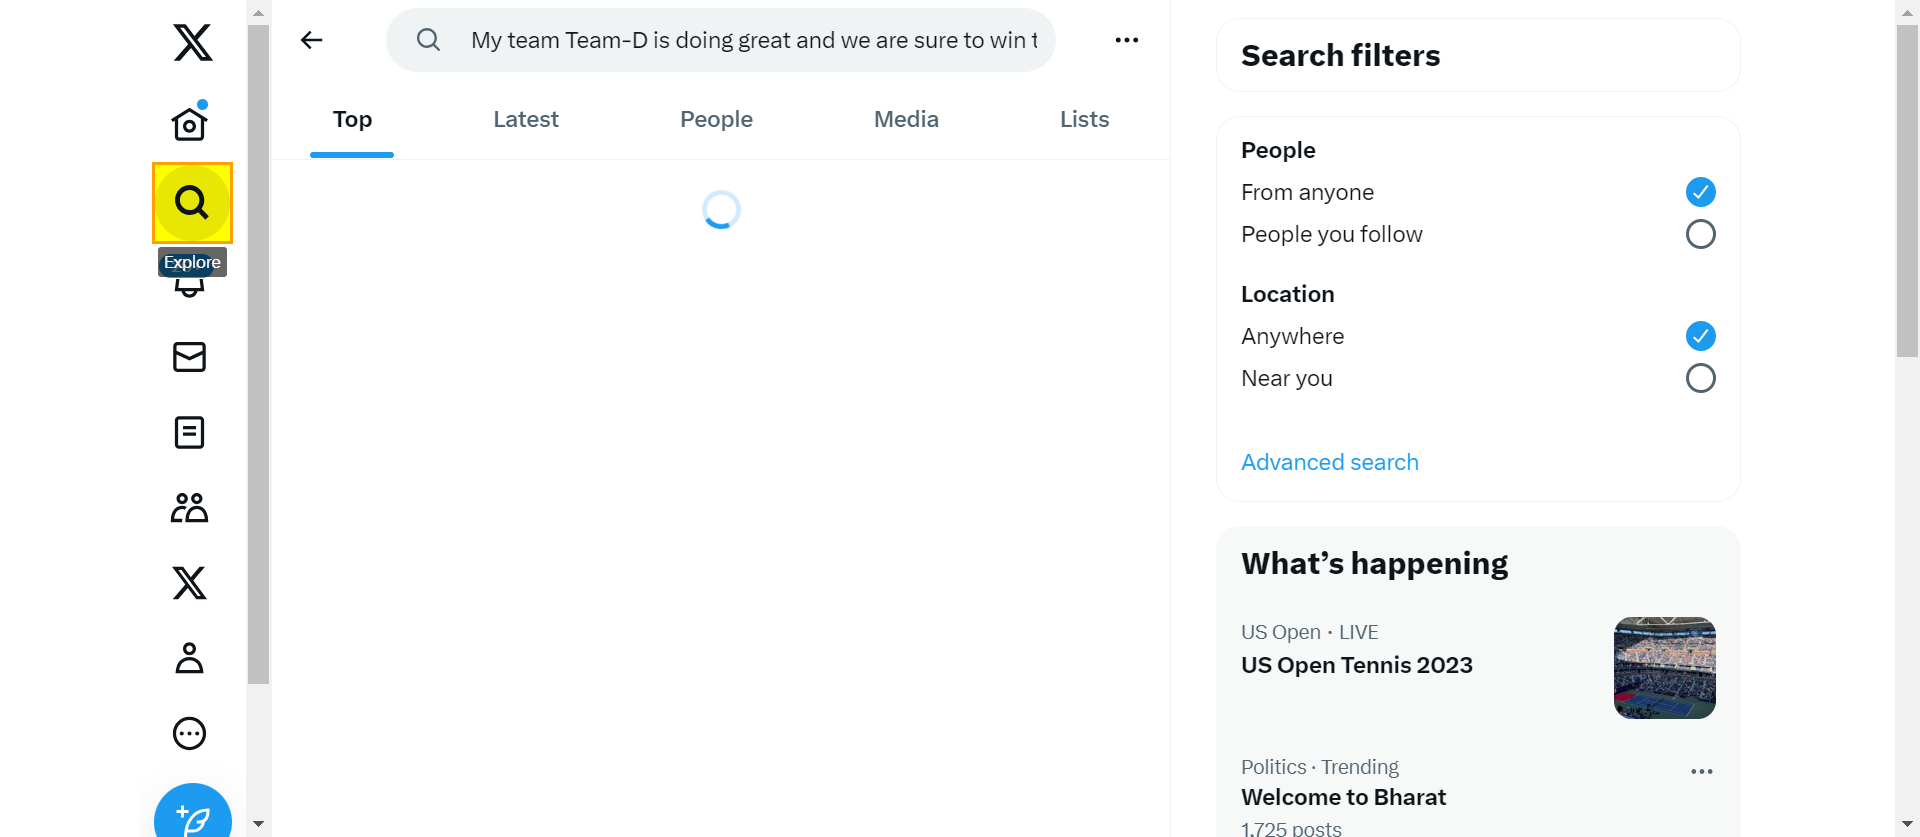 My team Team-D is doing great and we are sure to win t
Top
Latest
People
Media
Lists
Explore
Search filters
People
From anyone
People you follow
Location
Anywhere
Near you
Advanced search
What’s happening
US Open · LIVE
US Open Tennis 2023
Politics · Trending
Welcome to Bharat
1,725 posts